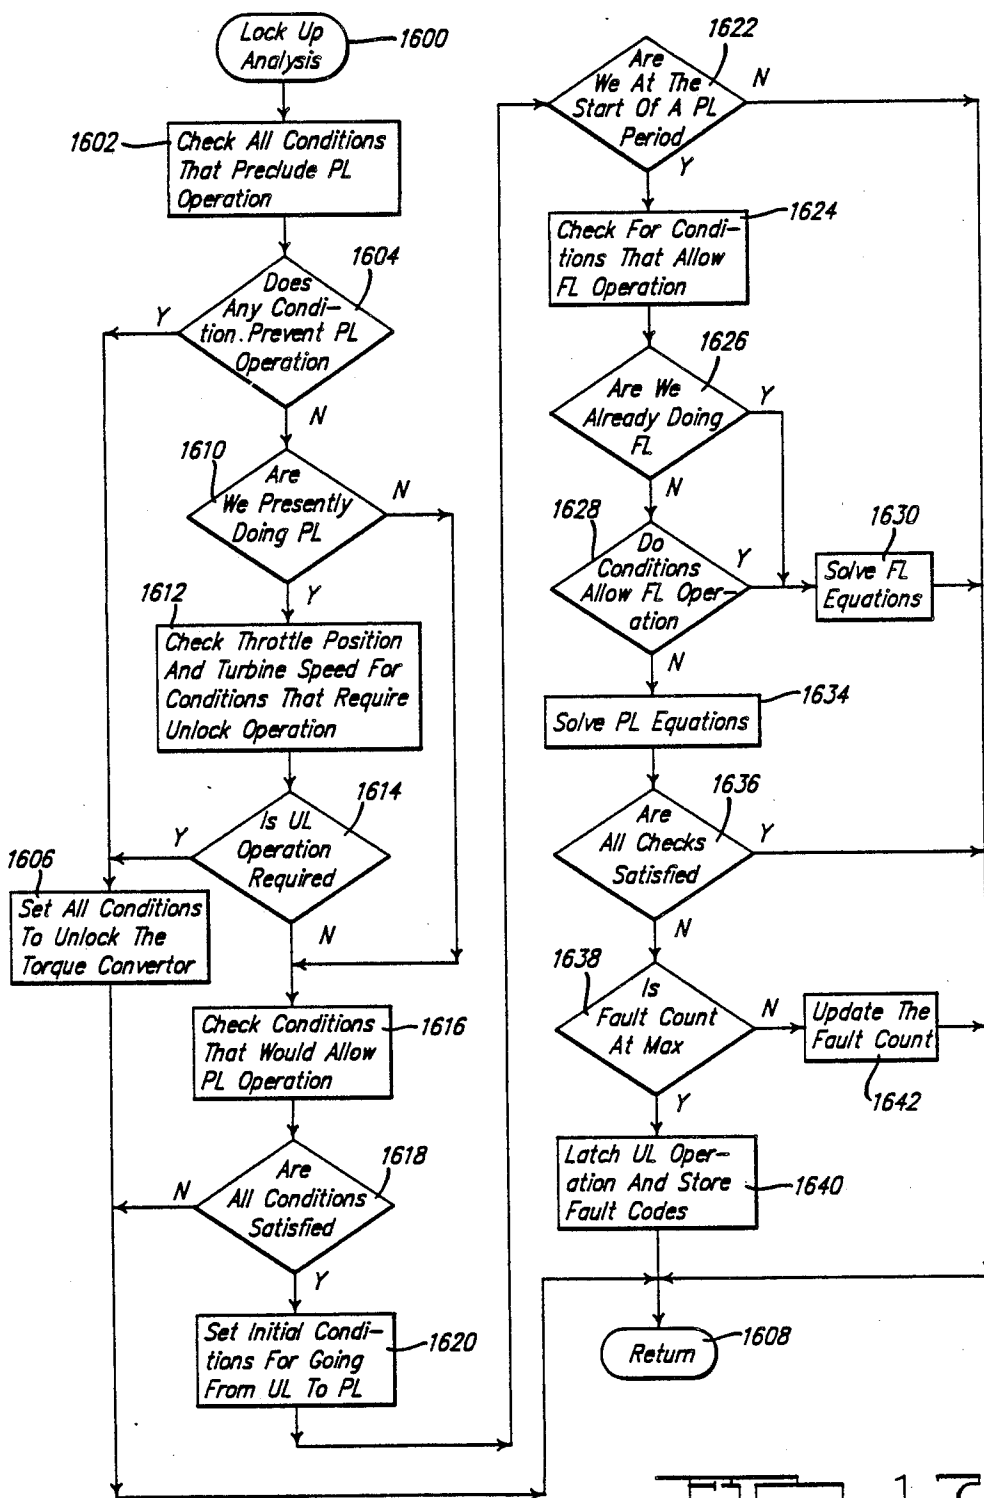 Lock Up
Analysis
1600
1602
Check All Conditions
That Preclude PL
Operation
1604
Does
Any Condi-
tion.Prevent PL
Operation
Y
N
1610
Are
We Presently
Doing PL
N
Y
1612
Check Throttle Position
And Turbine Speed For
Conditions That Require
Unlock Operation
1614
Is UL
Operation
Required
Y
N
1606
Set All Conditions
To Unlock The
Torque Convertor
Check Conditions
That Would Allow
PL Operation
1616
Are
All Conditions
Satisfied
1618
N
Y
Set Initial Condi-
tions For Going
From UL To PL
1620
1622
Are
We At The
Start Of A PL
Period
N
Y
1624
Check For Condi-
tions That Allow
FL Operation
1626
Are We
Already Doing
FL
Y
N
1628
Do
Conditions
Allow FL Oper-
ation
Y
N
1630
Solve FL
Equations
1634
Solve PL Equations
1636
Are
All Checks
Satisfied
Y
N
1638
Is
Fault Count
At Max
N
Y
Update The
Fault Count
1642
Latch UL Oper-
ation And Store
Fault Codes
1640
Return
1608